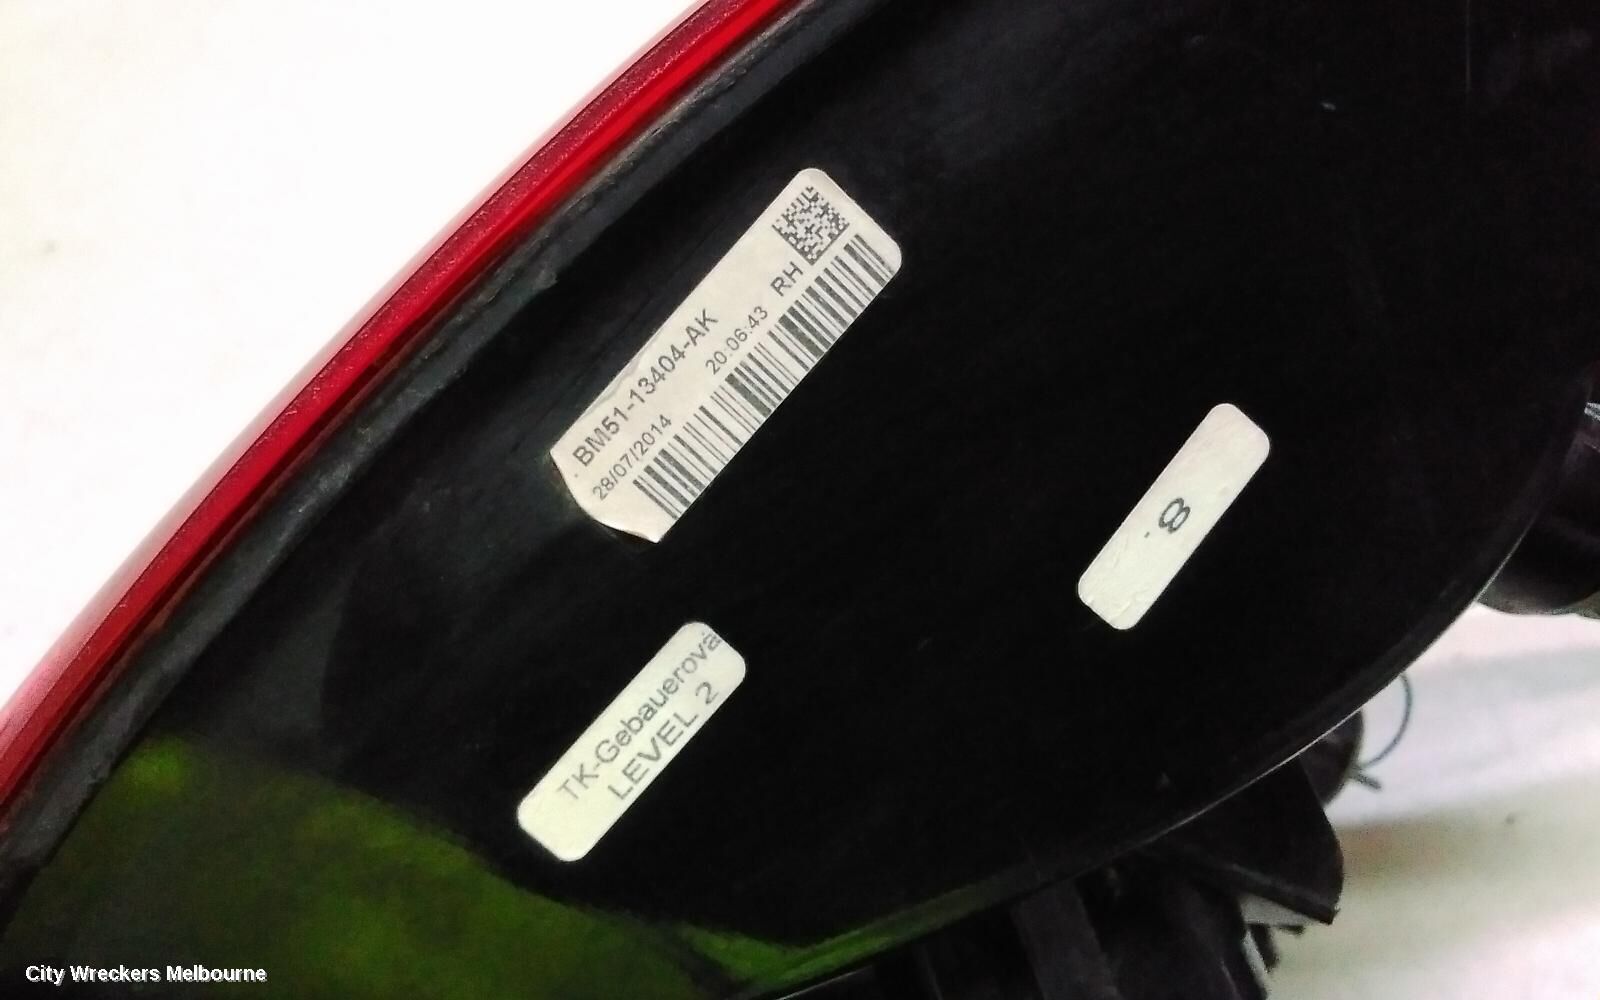 BM51-13404-AK
28/07/2014 20:06:43 RH
8
TK-Gebauerová
LEVEL 2
City Wreckers Melbourne